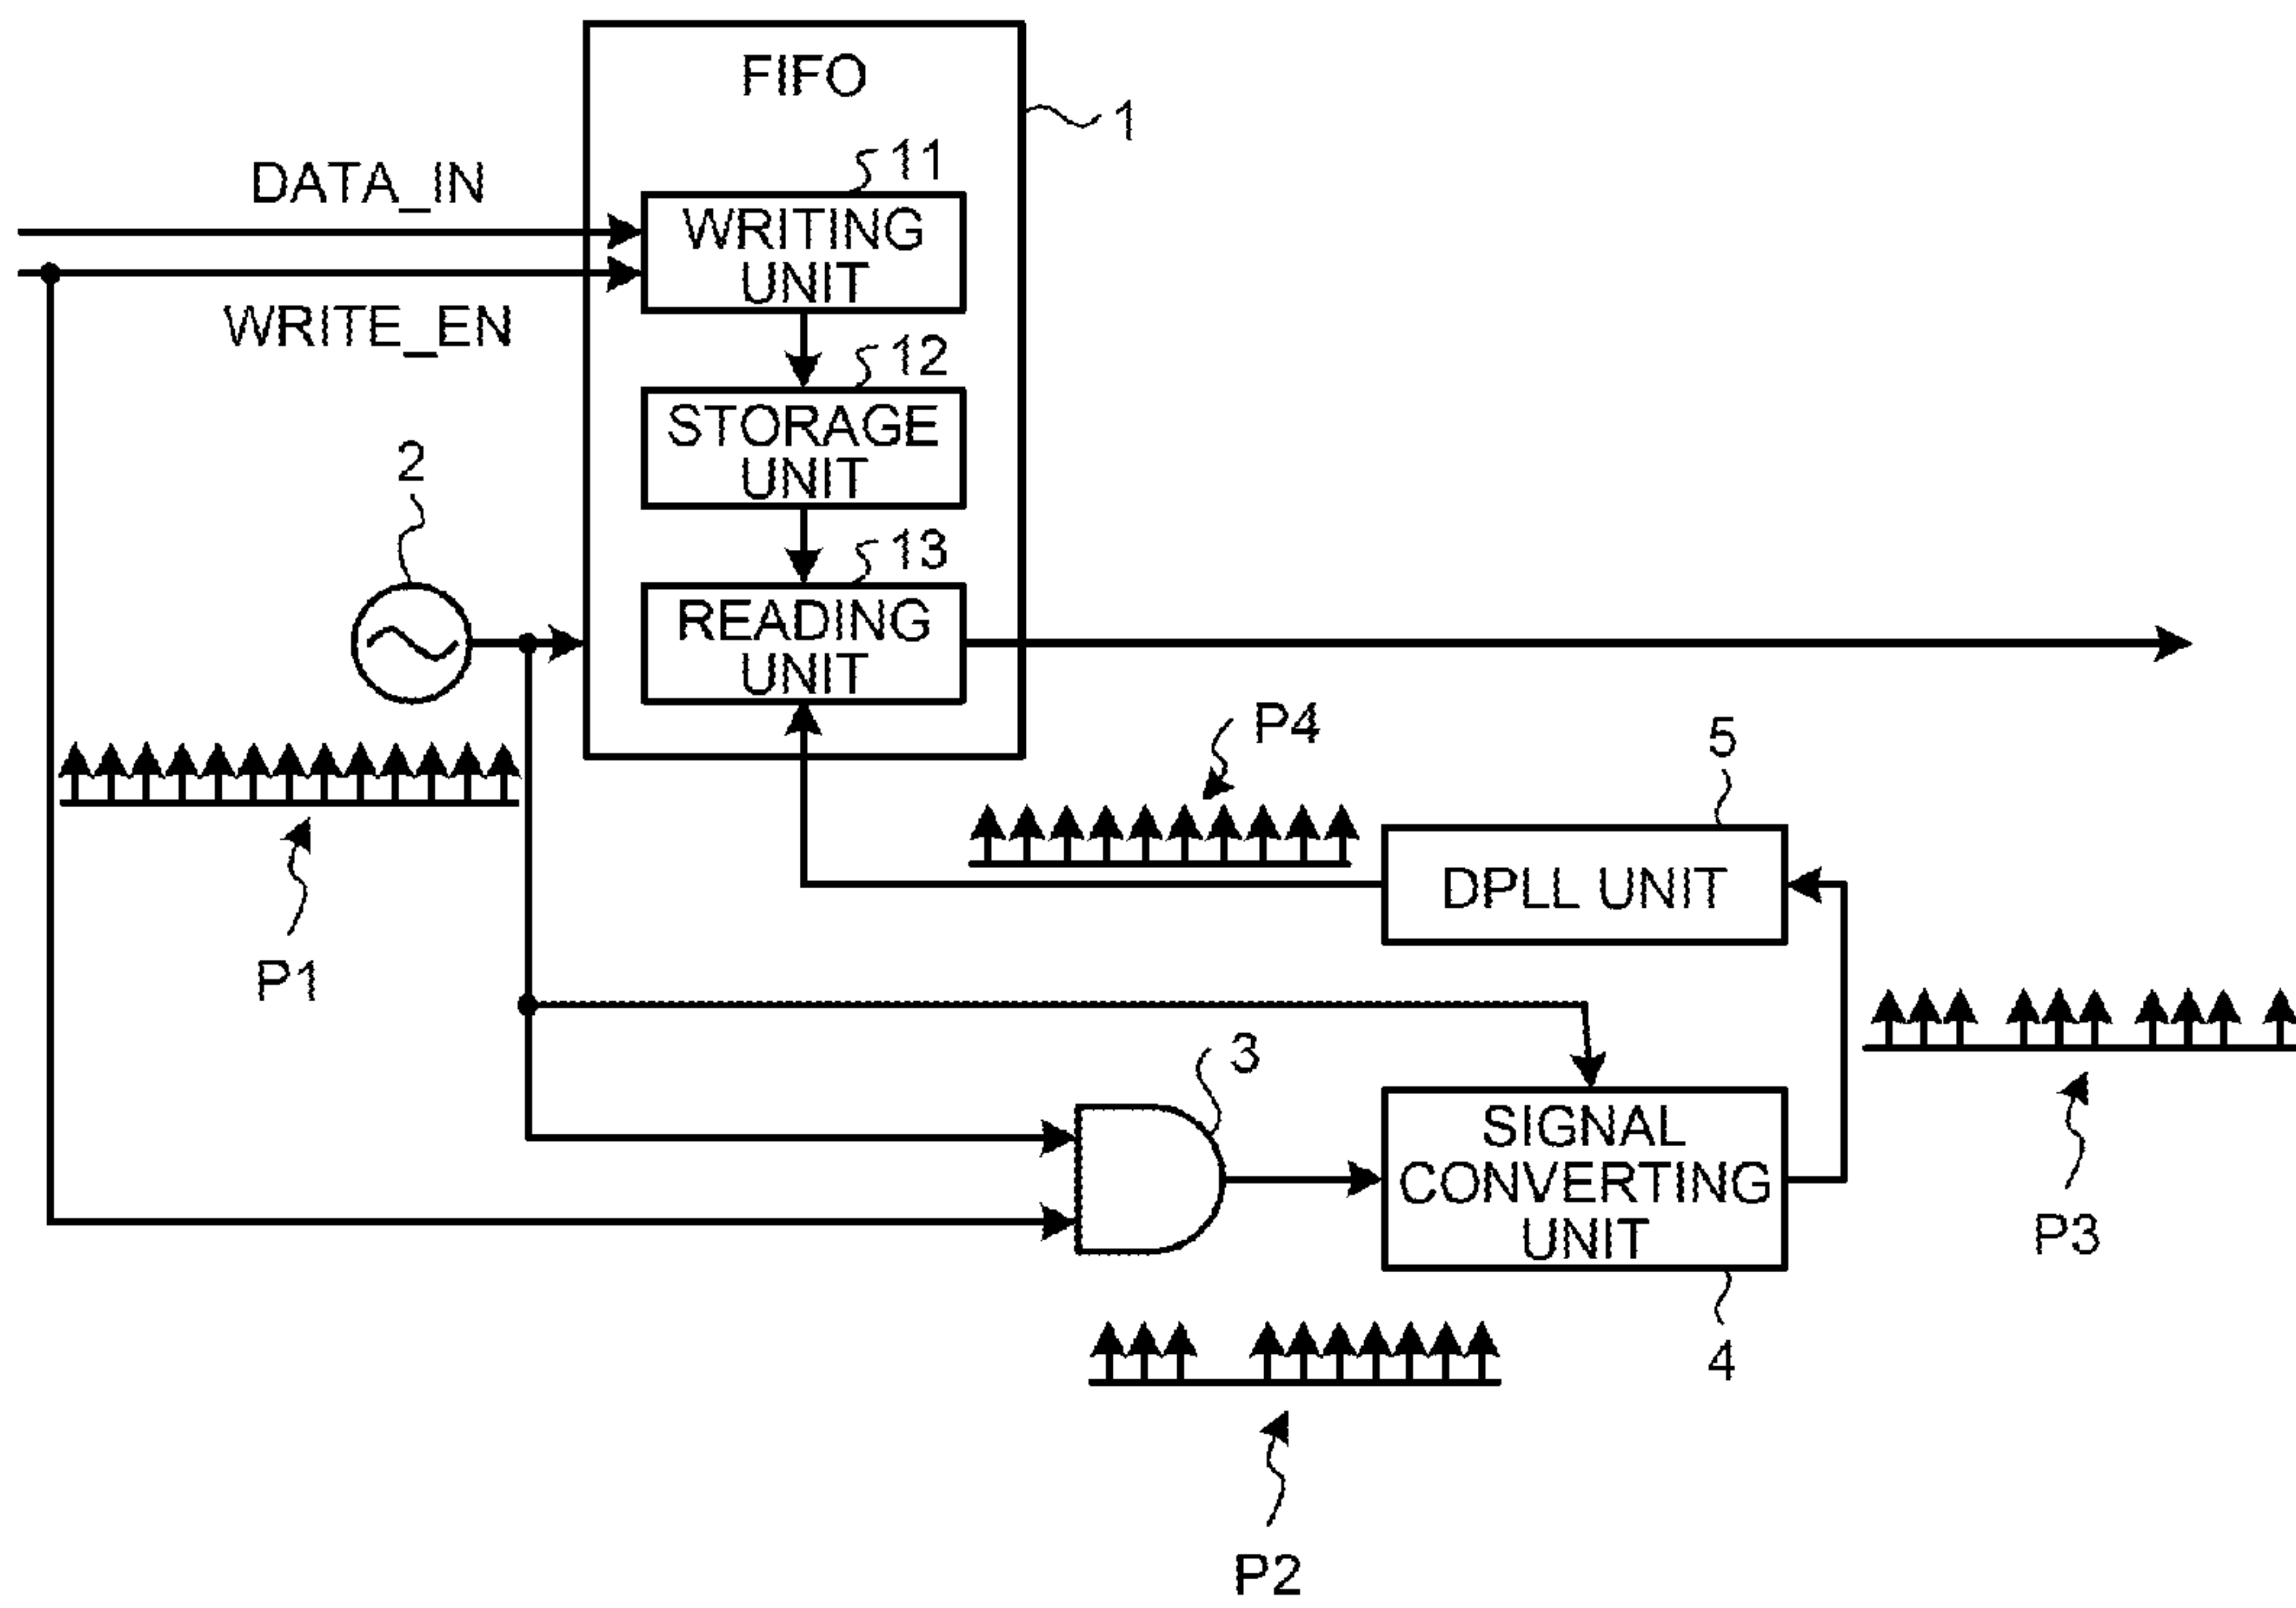 FIFO
1
11
DATA_IN
WRITING
UNIT
WRITE_EN
12
STORAGE
UNIT
2
13
READING
UNIT
P4
5
DPLL UNIT
P1
3
SIGNAL
CONVERTING
UNIT
P3
4
P2